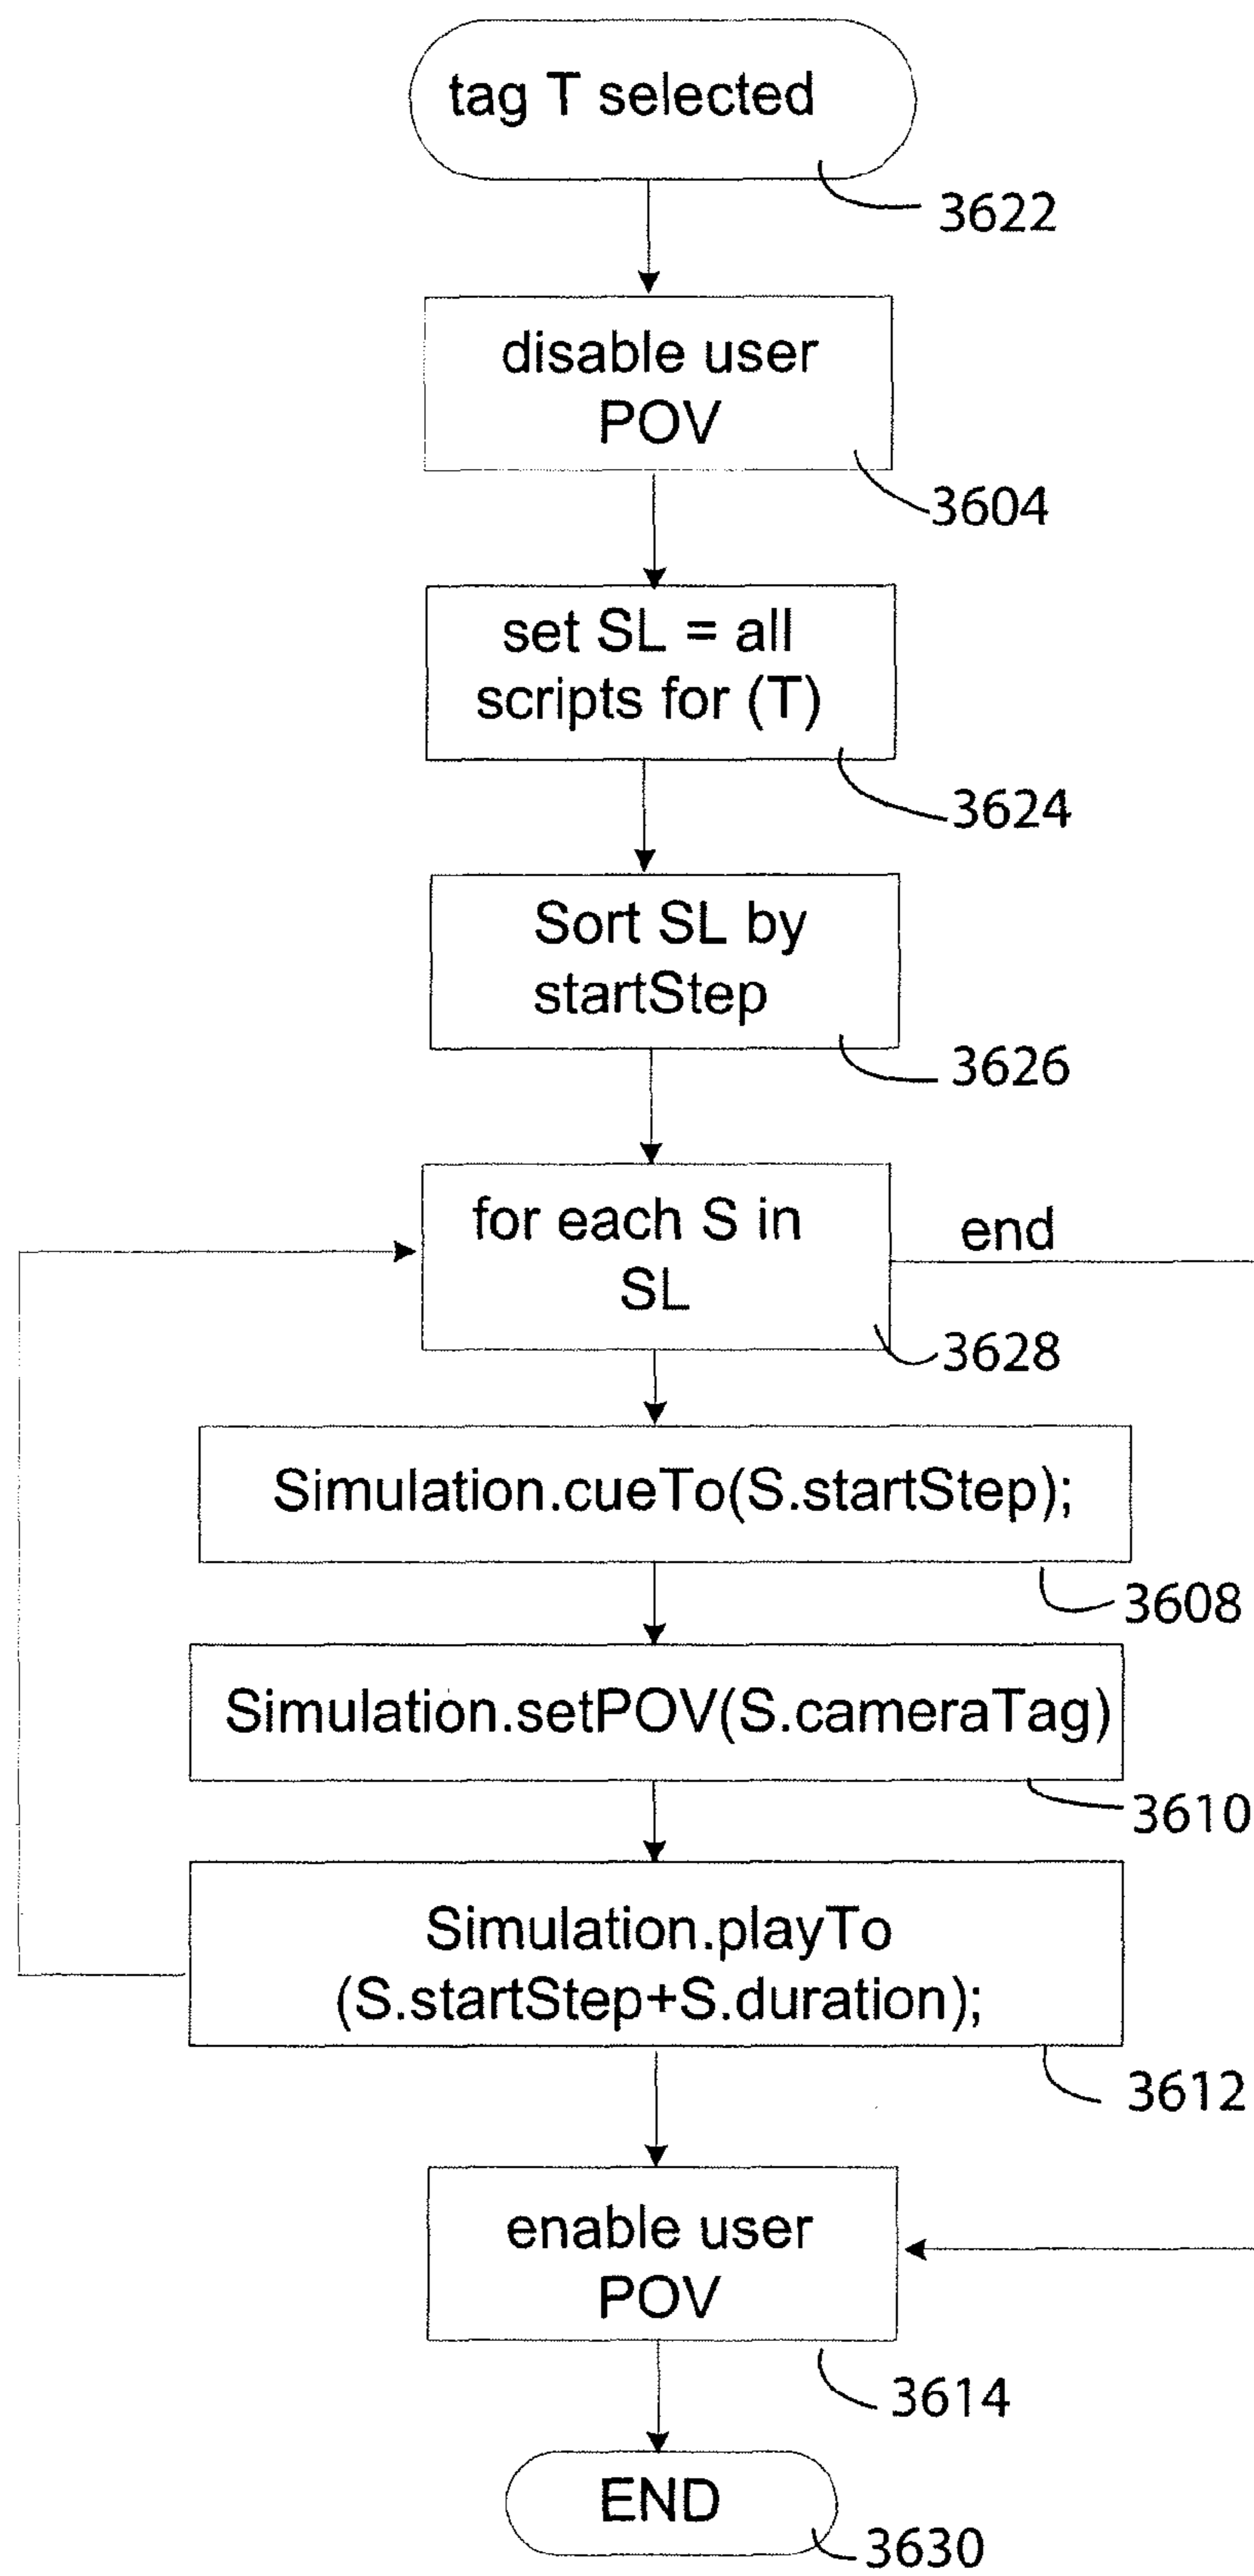 tag T selected
3622
disable user
POV
3604
set SL = all
scripts for (T)
3624
Sort SL by
startStep
3626
for each S in
SL
end
3628
Simulation.cueTo(S.startStep);
3608
Simulation.setPOV(S.cameraTag)
3610
Simulation.playTo
(S.startStep+S.duration);
3612
enable user
POV
3614
END
3630